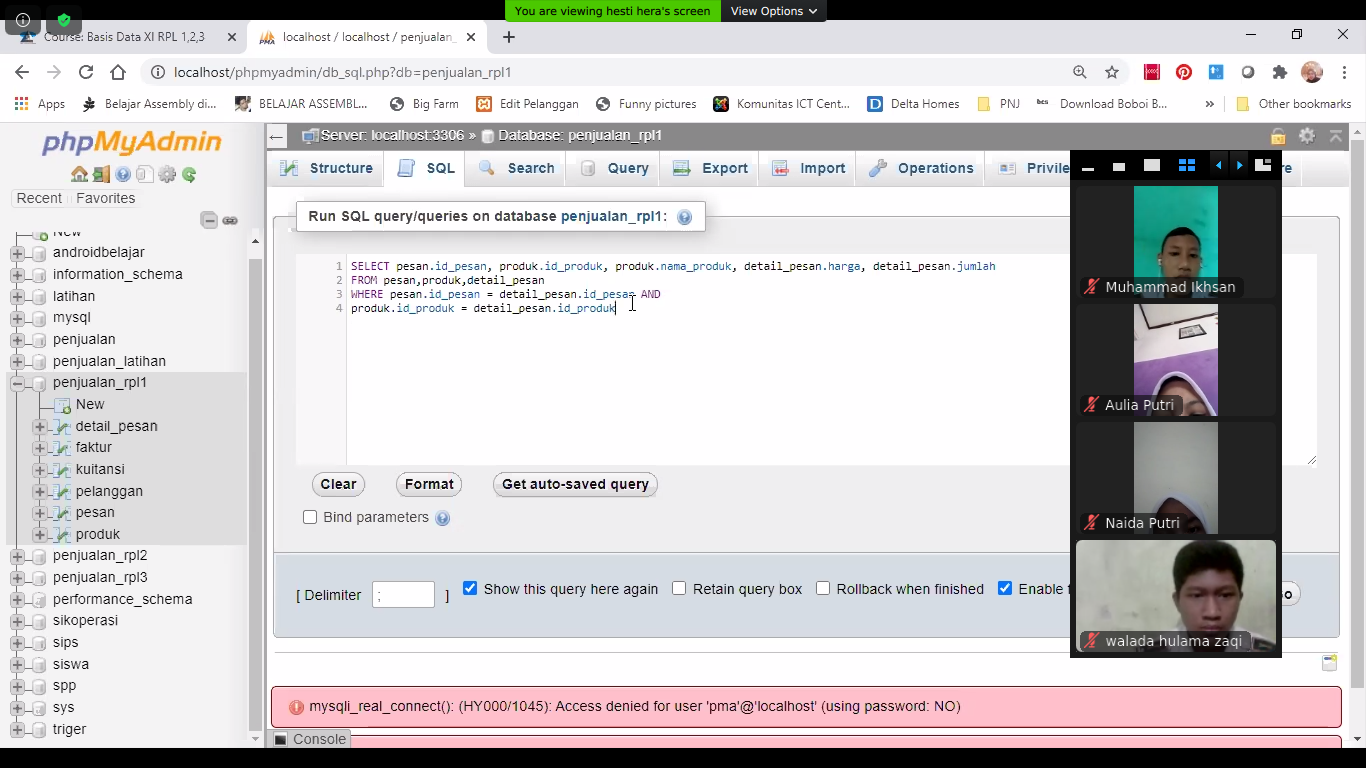 You are viewing hesti hera's screen
View Options
Course: Basis Data XI RPL 1,2,3
localhost / localhost / penjualan_
localhost/phpmyadmin/db_sql.php?db=penjualan_rpl1
Apps
Belajar Assembly di...
BELAJAR ASSEMBL...
Big Farm
Edit Pelanggan
Funny pictures
Komunitas ICT Cent...
Delta Homes
PNJ
Download Boboi B...
Other bookmarks
phpMyAdmin
Recent Favorites
New
androidbelajar
information_schema
latihan
mysql
penjualan
penjualan_latihan
penjualan_rpl1
New
detail_pesan
faktur
kuitansi
pelanggan
pesan
produk
penjualan_rpl2
penjualan_rpl3
performance_schema
sikoperasi
sips
siswa
spp
sys
triger
Server: localhost:3306 » Database: penjualan_rpl1
Structure
SQL
Search
Query
Export
Import
Operations
Privile
re
Run SQL query/queries on database penjualan_rpl1:
1 SELECT pesan.id_pesan, produk.id_produk, produk.nama_produk, detail_pesan.harga, detail_pesan.jumlah
2 FROM pesan,produk,detail_pesan
3 WHERE pesan.id_pesan = detail_pesan.id_pesan AND
4 produk.id_produk = detail_pesan.id_produk
Clear
Format
Get auto-saved query
Bind parameters
[ Delimiter ; ]
Show this query here again
Retain query box
Rollback when finished
Enable f
mysqli_real_connect(): (HY000/1045): Access denied for user 'pma'@'localhost' (using password: NO)
Console
Muhammad Ikhsan
Aulia Putri
Naida Putri
walada hulama zaqi